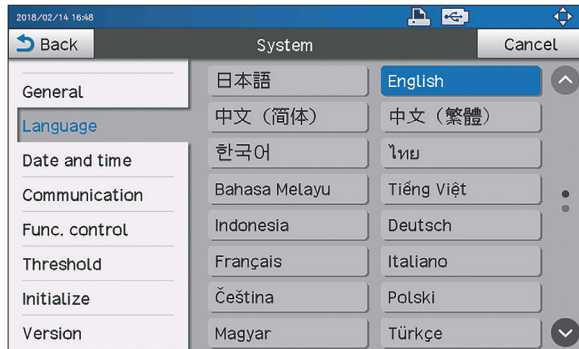 2018/02/14 16:48
Back
System
Cancel
General
Language
Date and time
Communication
Func. control
Threshold
Initialize
Version
日本語
English
中文（简体）
中文（繁體）
한국어
ไทย
Bahasa Melayu
Tiếng Việt
Indonesia
Deutsch
Français
Italiano
Čeština
Polski
Magyar
Türkçe